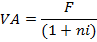 VA = F / (1 + ni)